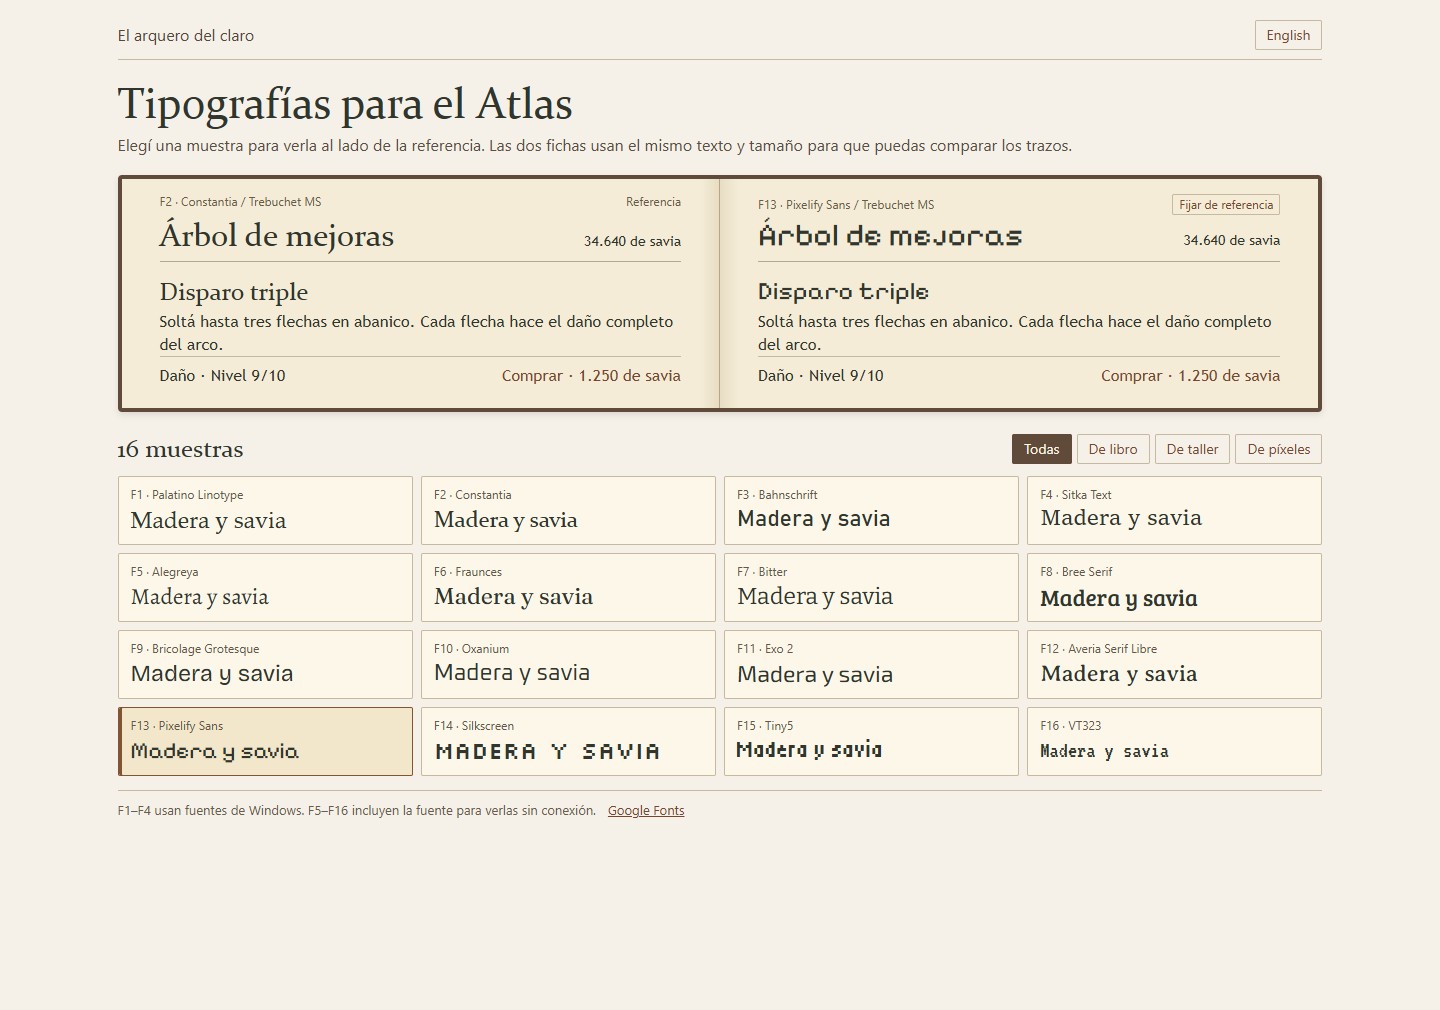 El arquero del claro
English
Tipografías para el Atlas
Elegí una muestra para verla al lado de la referencia. Las dos fichas usan el mismo texto y tamaño para que puedas comparar los trazos.
F2 · Constantia / Trebuchet MS
Referencia
Árbol de mejoras
34.640 de savia
Disparo triple
Soltá hasta tres flechas en abanico. Cada flecha hace el daño completo
del arco.
Daño · Nivel 9/10
Comprar · 1.250 de savia
F13 · Pixelify Sans / Trebuchet MS
Fijar de referencia
Árbol de mejoras
34.640 de savia
Disparo triple
Soltá hasta tres flechas en abanico. Cada flecha hace el daño completo
del arco.
Daño · Nivel 9/10
Comprar · 1.250 de savia
16 muestras
Todas
De libro
De taller
De píxeles
F1 · Palatino Linotype
Madera y savia
F2 · Constantia
Madera y savia
F3 · Bahnschrift
Madera y savia
F4 · Sitka Text
Madera y savia
F5 · Alegreya
Madera y savia
F6 · Fraunces
Madera y savia
F7 · Bitter
Madera y savia
F8 · Bree Serif
Madera y savia
F9 · Bricolage Grotesque
Madera y savia
F10 · Oxanium
Madera y savia
F11 · Exo 2
Madera y savia
F12 · Averia Serif Libre
Madera y savia
F13 · Pixelify Sans
Madera y savia
F14 · Silkscreen
MADERA Y SAVIA
F15 · Tiny5
Madera y savia
F16 · VT323
Madera y savia
F1–F4 usan fuentes de Windows. F5–F16 incluyen la fuente para verlas sin conexión. Google Fonts